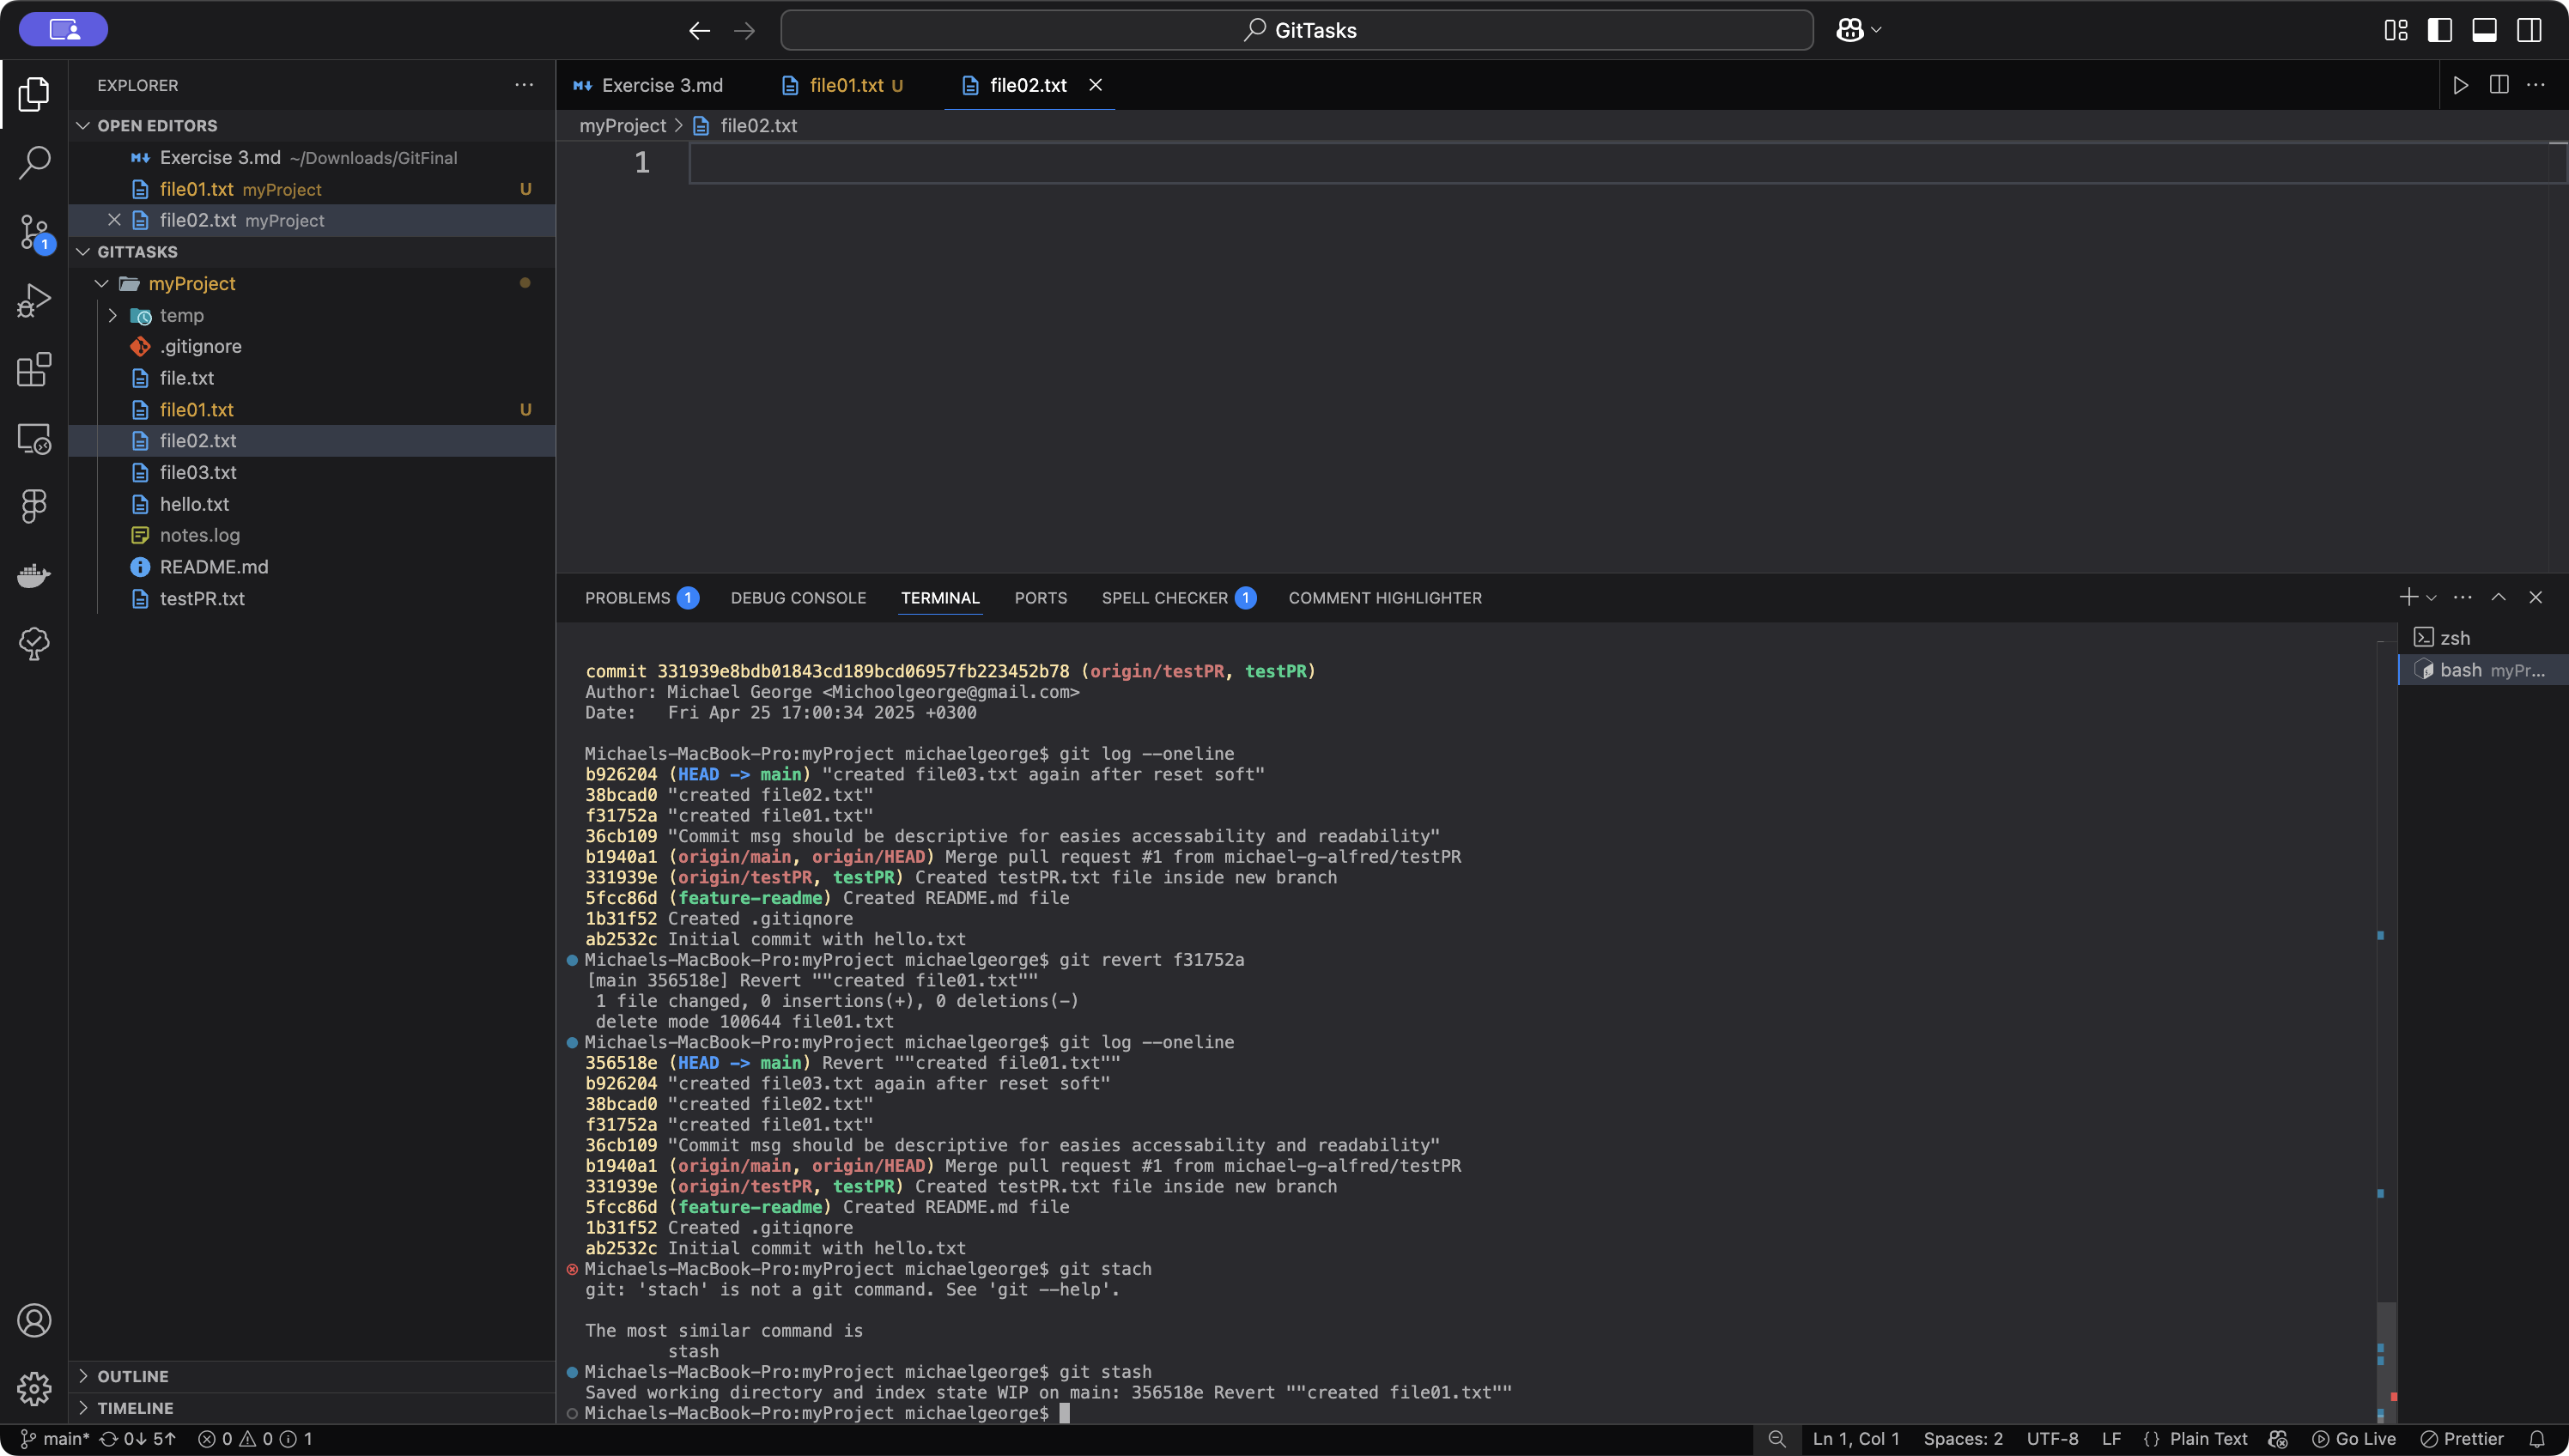 GitTasks
EXPLORER
OPEN EDITORS
Exercise 3.md ~/Downloads/GitFinal
file01.txt myProject U
file02.txt myProject
1
GITTASKS
myProject
temp
.gitignore
file.txt
file01.txt U
file02.txt
file03.txt
hello.txt
notes.log
README.md
testPR.txt
OUTLINE
TIMELINE
Exercise 3.md file01.txt U file02.txt
myProject > file02.txt
1
PROBLEMS 1 DEBUG CONSOLE TERMINAL PORTS SPELL CHECKER 1 COMMENT HIGHLIGHTER
zsh
bash myPr...
commit 331939e8bdb01843cd189bcd06957fb223452b78 (origin/testPR, testPR)
Author: Michael George <Michoolgeorge@gmail.com>
Date:   Fri Apr 25 17:00:34 2025 +0300
Michaels-MacBook-Pro:myProject michaelgeorge$ git log --oneline
b926204 (HEAD -> main) "created file03.txt again after reset soft"
38bcad0 "created file02.txt"
f31752a "created file01.txt"
36cb109 "Commit msg should be descriptive for easies accessability and readability"
b1940a1 (origin/main, origin/HEAD) Merge pull request #1 from michael-g-alfred/testPR
331939e (origin/testPR, testPR) Created testPR.txt file inside new branch
5fcc86d (feature-readme) Created README.md file
1b31f52 Created .gitiqnore
ab2532c Initial commit with hello.txt
Michaels-MacBook-Pro:myProject michaelgeorge$ git revert f31752a
[main 356518e] Revert ""created file01.txt""
1 file changed, 0 insertions(+), 0 deletions(-)
delete mode 100644 file01.txt
Michaels-MacBook-Pro:myProject michaelgeorge$ git log --oneline
356518e (HEAD -> main) Revert ""created file01.txt""
b926204 "created file03.txt again after reset soft"
38bcad0 "created file02.txt"
f31752a "created file01.txt"
36cb109 "Commit msg should be descriptive for easies accessability and readability"
b1940a1 (origin/main, origin/HEAD) Merge pull request #1 from michael-g-alfred/testPR
331939e (origin/testPR, testPR) Created testPR.txt file inside new branch
5fcc86d (feature-readme) Created README.md file
1b31f52 Created .gitiqnore
ab2532c Initial commit with hello.txt
Michaels-MacBook-Pro:myProject michaelgeorge$ git stach
git: 'stach' is not a git command. See 'git --help'.
The most similar command is
stash
Michaels-MacBook-Pro:myProject michaelgeorge$ git stash
Saved working directory and index state WIP on main: 356518e Revert ""created file01.txt""
Michaels-MacBook-Pro:myProject michaelgeorge$
main* 0↓ 5↑ 0 0 1 Ln 1, Col 1 Spaces: 2 UTF-8 LF {} Plain Text Go Live Prettier